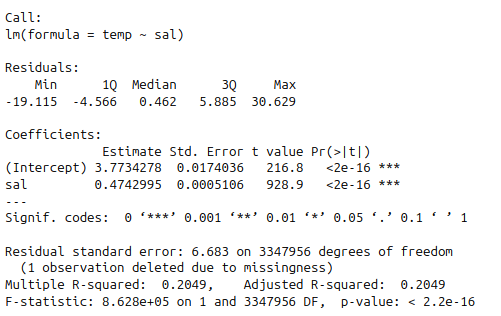 Call:
lm(formula = temp ~ sal)
Residuals:
    Min      1Q  Median      3Q     Max
-19.115  -4.566   0.462   5.885  30.629
Coefficients:
             Estimate Std. Error t value Pr(>|t|)
(Intercept) 3.7734278  0.0174036   216.8   <2e-16 ***
sal         0.4742995  0.0005106   928.9   <2e-16 ***
---
Signif. codes:  0 ‘***’ 0.001 ‘**’ 0.01 ‘*’ 0.05 ‘.’ 0.1 ‘ ’ 1
Residual standard error: 6.683 on 3347956 degrees of freedom
  (1 observation deleted due to missingness)
Multiple R-squared:  0.2049,    Adjusted R-squared:  0.2049
F-statistic: 8.628e+05 on 1 and 3347956 DF,  p-value: < 2.2e-16